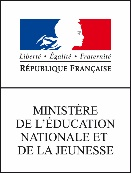 Liberté • Égalité • Fraternité
RÉPUBLIQUE FRANÇAISE
MINISTÈRE
DE L'ÉDUCATION
NATIONALE ET
DE LA JEUNESSE